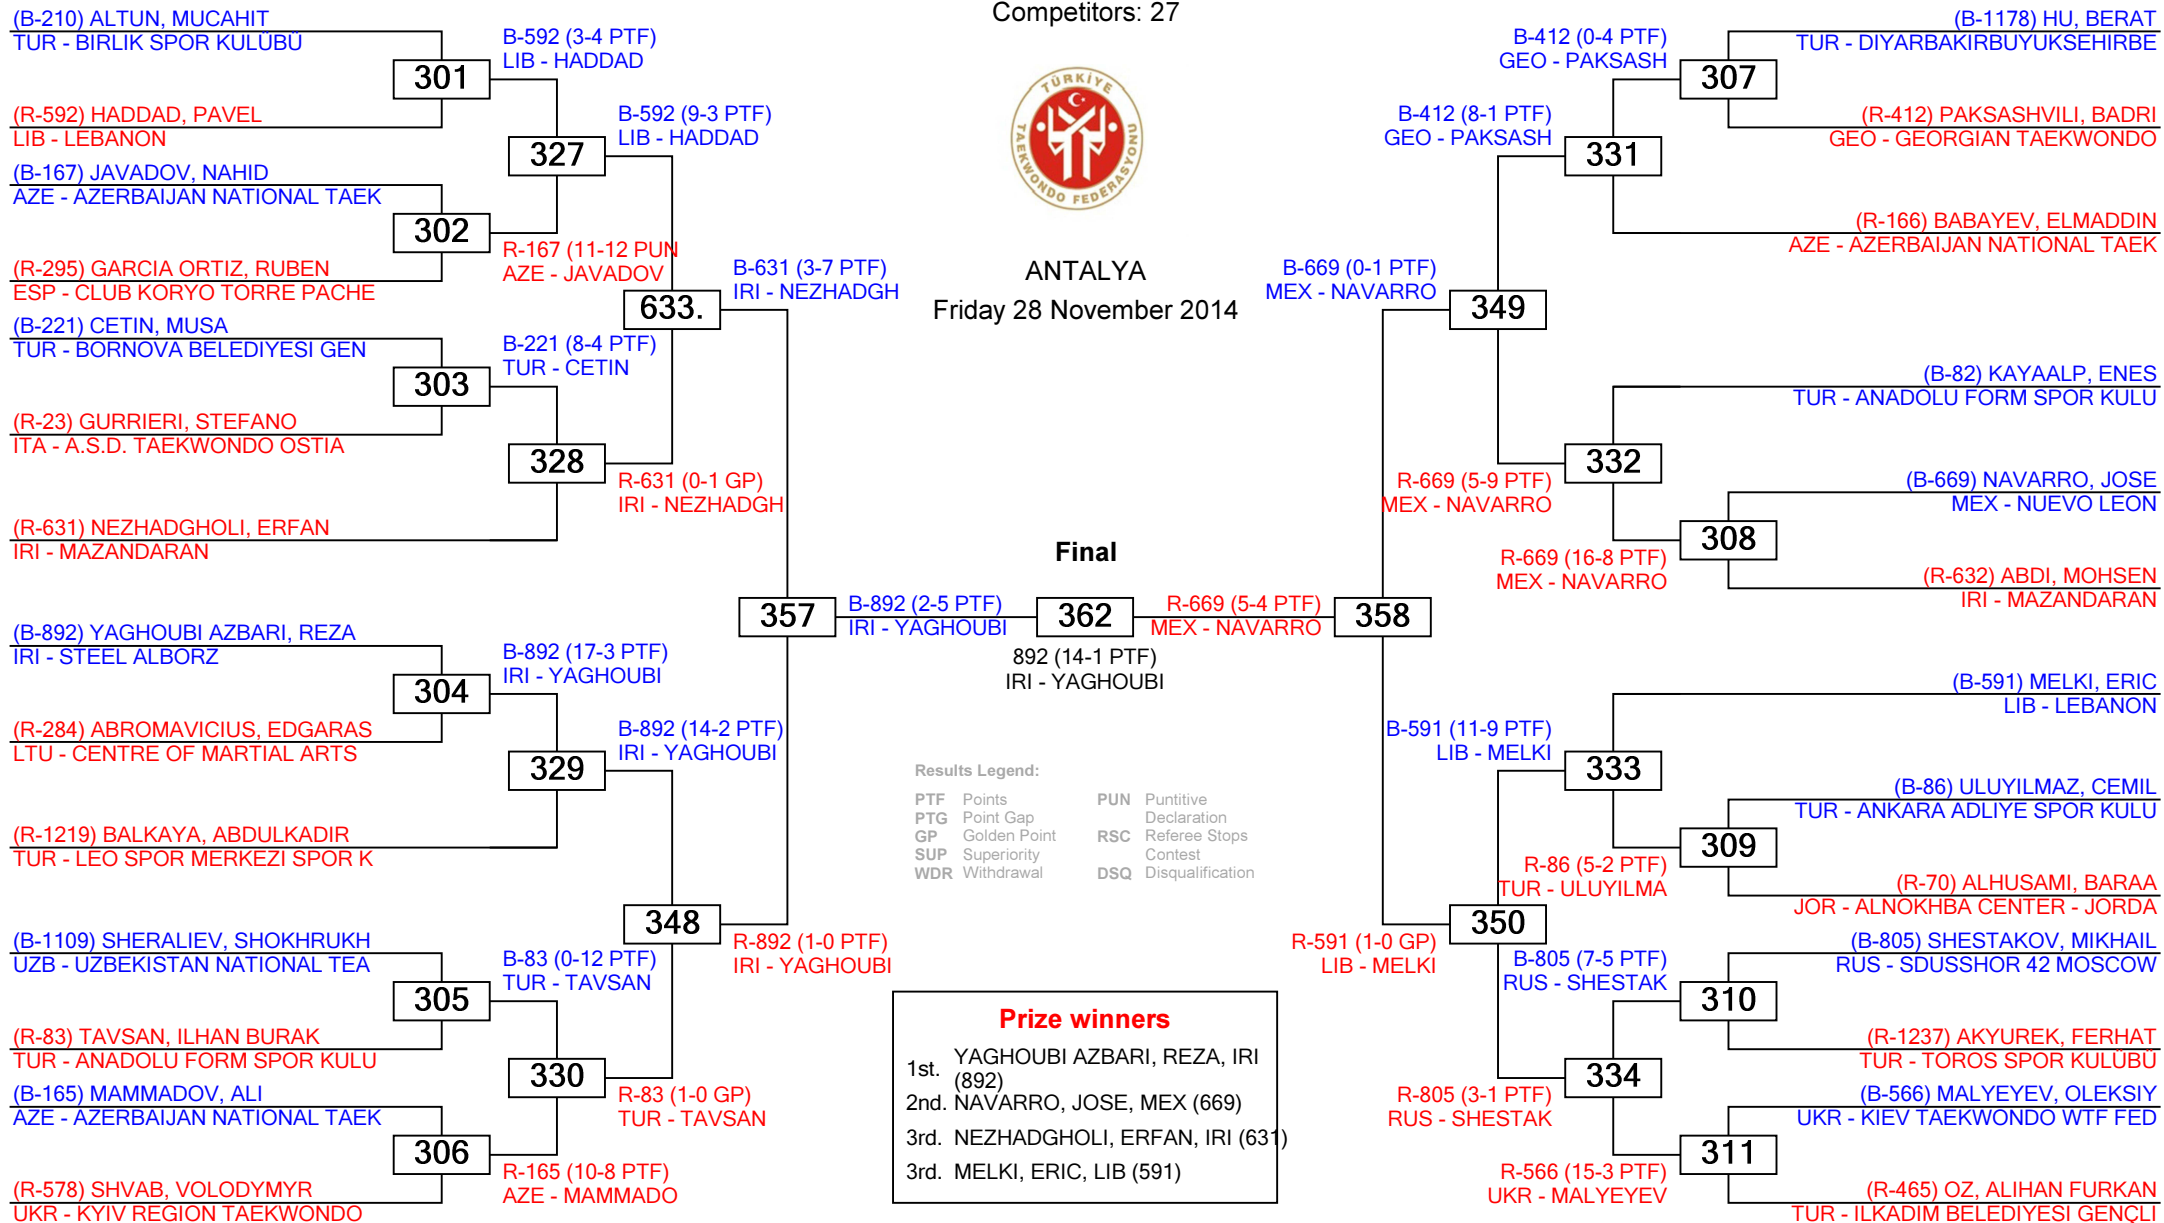 Competitors: 27
TÜRKİYE
TAEKWONDO FEDERASYONU
ANTALYA
Friday 28 November 2014
(B-210) ALTUN, MUCAHIT
TUR - BIRLIK SPOR KULÜBÜ
301
(R-592) HADDAD, PAVEL
LIB - LEBANON
(B-167) JAVADOV, NAHID
AZE - AZERBAIJAN NATIONAL TAEK
302
(R-295) GARCIA ORTIZ, RUBEN
ESP - CLUB KORYO TORRE PACHE
(B-221) CETIN, MUSA
TUR - BORNOVA BELEDIYESI GEN
303
(R-23) GURRIERI, STEFANO
ITA - A.S.D. TAEKWONDO OSTIA
(R-631) NEZHADGHOLI, ERFAN
IRI - MAZANDARAN
(B-892) YAGHOUBI AZBARI, REZA
IRI - STEEL ALBORZ
304
(R-284) ABROMAVICIUS, EDGARAS
LTU - CENTRE OF MARTIAL ARTS
(R-1219) BALKAYA, ABDULKADIR
TUR - LEO SPOR MERKEZI SPOR K
(B-1109) SHERALIEV, SHOKHRUKH
UZB - UZBEKISTAN NATIONAL TEA
305
(R-83) TAVSAN, ILHAN BURAK
TUR - ANADOLU FORM SPOR KULU
(B-165) MAMMADOV, ALI
AZE - AZERBAIJAN NATIONAL TAEK
306
(R-578) SHVAB, VOLODYMYR
UKR - KYIV REGION TAEKWONDO
B-592 (3-4 PTF)
LIB - HADDAD
327
R-167 (11-12 PUN
AZE - JAVADOV
B-221 (8-4 PTF)
TUR - CETIN
328
B-892 (17-3 PTF)
IRI - YAGHOUBI
329
B-83 (0-12 PTF)
TUR - TAVSAN
330
R-165 (10-8 PTF)
AZE - MAMMADO
B-592 (9-3 PTF)
LIB - HADDAD
633.
R-631 (0-1 GP)
IRI - NEZHADGH
B-892 (14-2 PTF)
IRI - YAGHOUBI
348
R-83 (1-0 GP)
TUR - TAVSAN
B-631 (3-7 PTF)
IRI - NEZHADGH
357
R-892 (1-0 PTF)
IRI - YAGHOUBI
Final
B-892 (2-5 PTF)
IRI - YAGHOUBI
362
R-669 (5-4 PTF)
MEX - NAVARRO
892 (14-1 PTF)
IRI - YAGHOUBI
358
B-669 (0-1 PTF)
MEX - NAVARRO
R-591 (1-0 GP)
LIB - MELKI
B-412 (8-1 PTF)
GEO - PAKSASH
349
R-669 (5-9 PTF)
MEX - NAVARRO
B-591 (11-9 PTF)
LIB - MELKI
350
R-805 (3-1 PTF)
RUS - SHESTAK
B-412 (0-4 PTF)
GEO - PAKSASH
331
332
R-669 (16-8 PTF)
MEX - NAVARRO
333
R-86 (5-2 PTF)
TUR - ULUYILMA
B-805 (7-5 PTF)
RUS - SHESTAK
334
R-566 (15-3 PTF)
UKR - MALYEYEV
(B-1178) HU, BERAT
TUR - DIYARBAKIRBUYUKSEHIRBE
307
(R-412) PAKSASHVILI, BADRI
GEO - GEORGIAN TAEKWONDO
(R-166) BABAYEV, ELMADDIN
AZE - AZERBAIJAN NATIONAL TAEK
(B-82) KAYAALP, ENES
TUR - ANADOLU FORM SPOR KULU
(B-669) NAVARRO, JOSE
MEX - NUEVO LEON
308
(R-632) ABDI, MOHSEN
IRI - MAZANDARAN
(B-591) MELKI, ERIC
LIB - LEBANON
(B-86) ULUYILMAZ, CEMIL
TUR - ANKARA ADLIYE SPOR KULU
309
(R-70) ALHUSAMI, BARAA
JOR - ALNOKHBA CENTER - JORDA
(B-805) SHESTAKOV, MIKHAIL
RUS - SDUSSHOR 42 MOSCOW
310
(R-1237) AKYUREK, FERHAT
TUR - TOROS SPOR KULÜBÜ
(B-566) MALYEYEV, OLEKSIY
UKR - KIEV TAEKWONDO WTF FED
311
(R-465) OZ, ALIHAN FURKAN
TUR - ILKADIM BELEDIYESI GENÇLI
Results Legend:
PTF Points
PTG Point Gap
GP Golden Point
SUP Superiority
WDR Withdrawal
PUN Puntitive
Declaration
RSC Referee Stops
Contest
DSQ Disqualification
Prize winners
1st. YAGHOUBI AZBARI, REZA, IRI
(892)
2nd. NAVARRO, JOSE, MEX (669)
3rd. NEZHADGHOLI, ERFAN, IRI (631)
3rd. MELKI, ERIC, LIB (591)